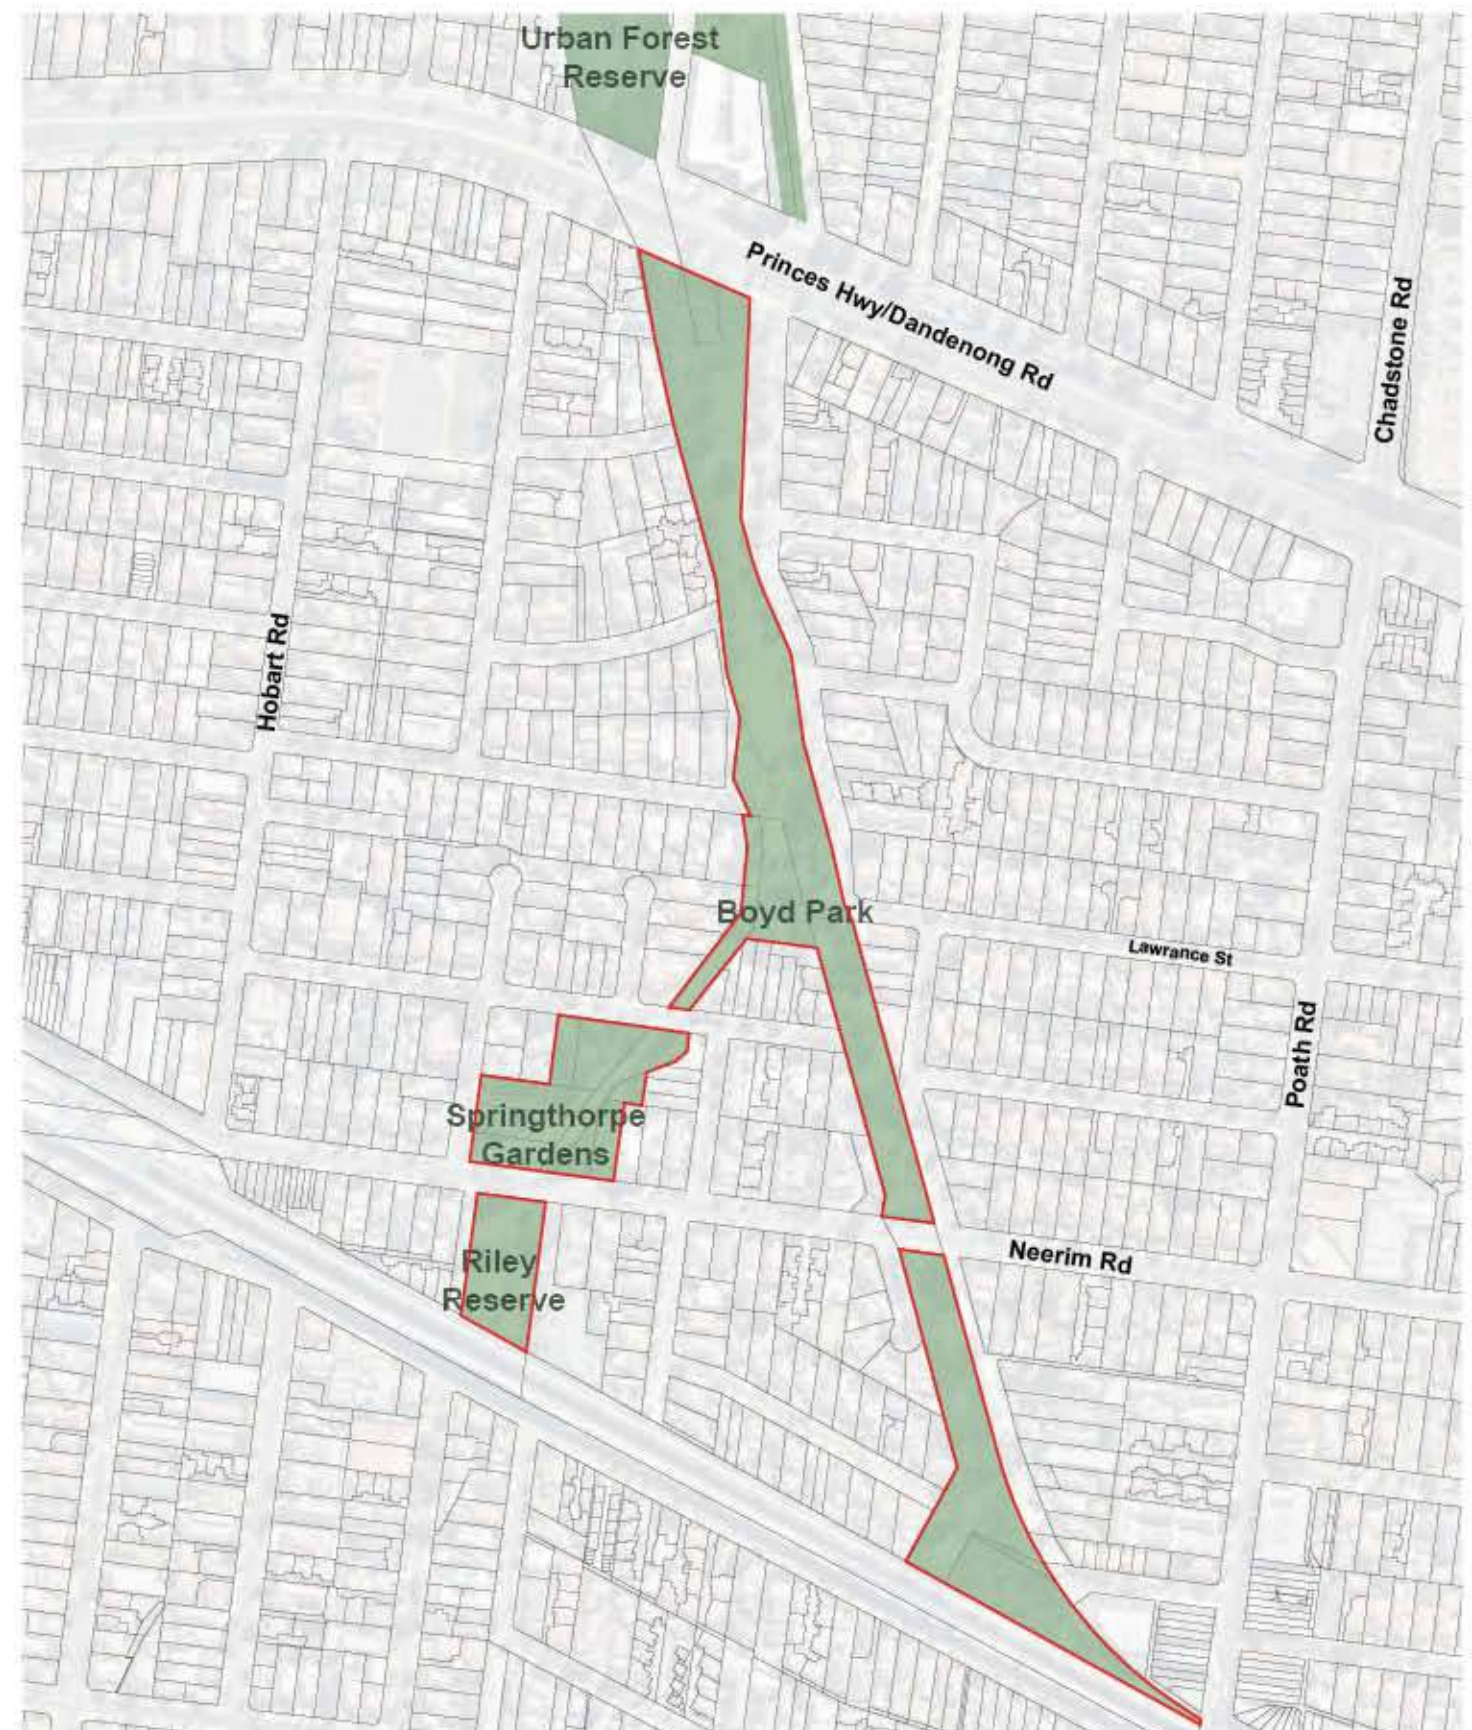 Urban Forest
Reserve
Princes Hwy/Dandenong Rd
Chadstone Rd
Hobart Rd
Boyd Park
Lawrance St
Poath Rd
Springthorpe
Gardens
Neerim Rd
Riley
Reserve